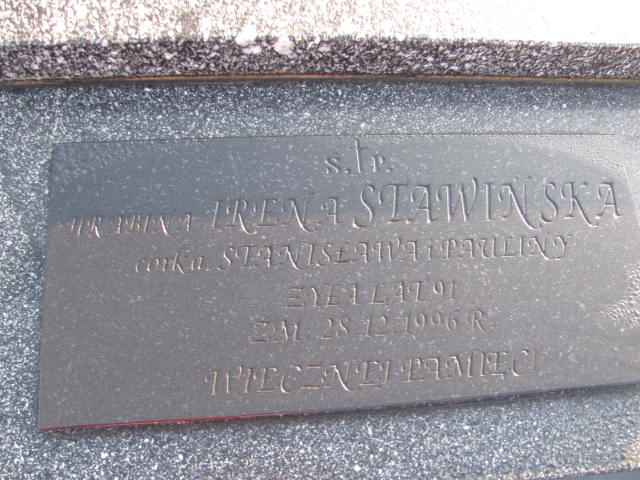 s.†p.
HRABINA IRENA STAWIŃSKA
córka STANISŁAWA i PAULINY
ŻYŁA LAT 91
ZM. 28.12.1996 R.
WIECZNEJ PAMIĘCI